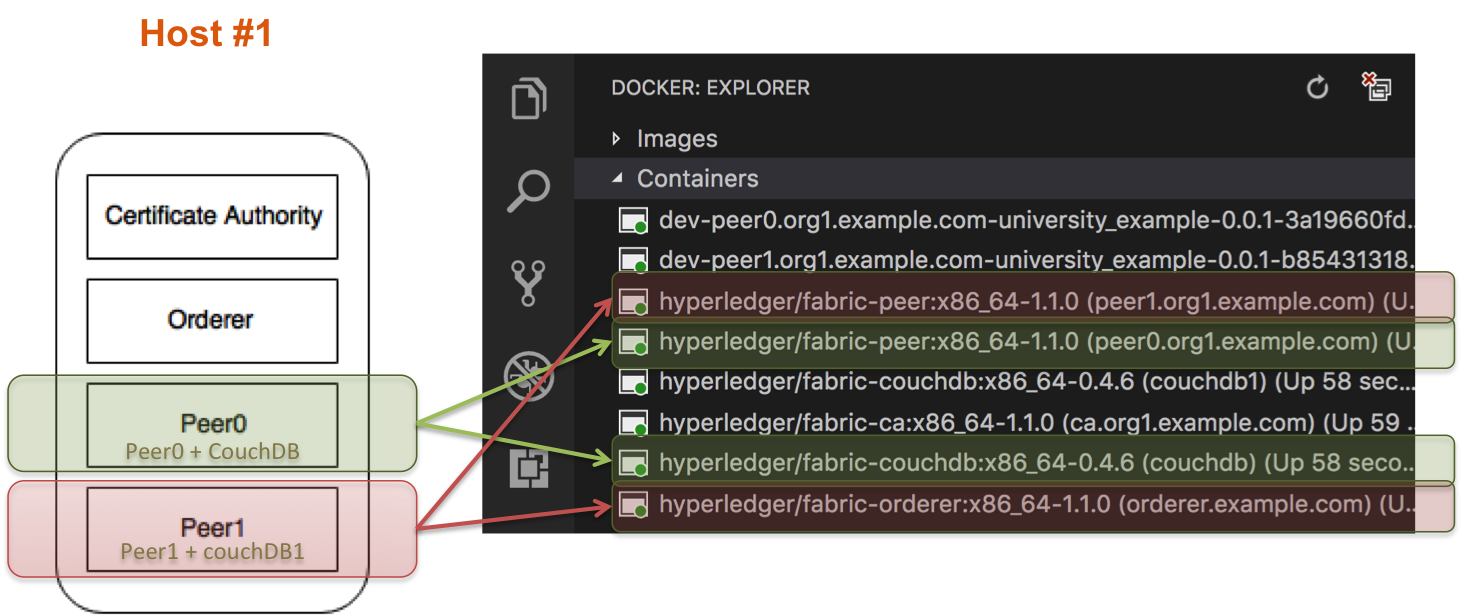 Host #1
Certificate Authority
Orderer
Peer0
Peer0 + CouchDB
Peer1
Peer1 + couchDB1
DOCKER: EXPLORER
Images
Containers
dev-peer0.org1.example.com-university_example-0.0.1-3a19660fd...
dev-peer1.org1.example.com-university_example-0.0.1-b85431318...
hyperledger/fabric-peer:x86_64-1.1.0 (peer1.org1.example.com) (U...
hyperledger/fabric-peer:x86_64-1.1.0 (peer0.org1.example.com) (U...
hyperledger/fabric-couchdb:x86_64-0.4.6 (couchdb1) (Up 58 sec...
hyperledger/fabric-ca:x86_64-1.1.0 (ca.org1.example.com) (Up 59 ...
hyperledger/fabric-couchdb:x86_64-0.4.6 (couchdb) (Up 58 seco...
hyperledger/fabric-orderer:x86_64-1.1.0 (orderer.example.com) (U...